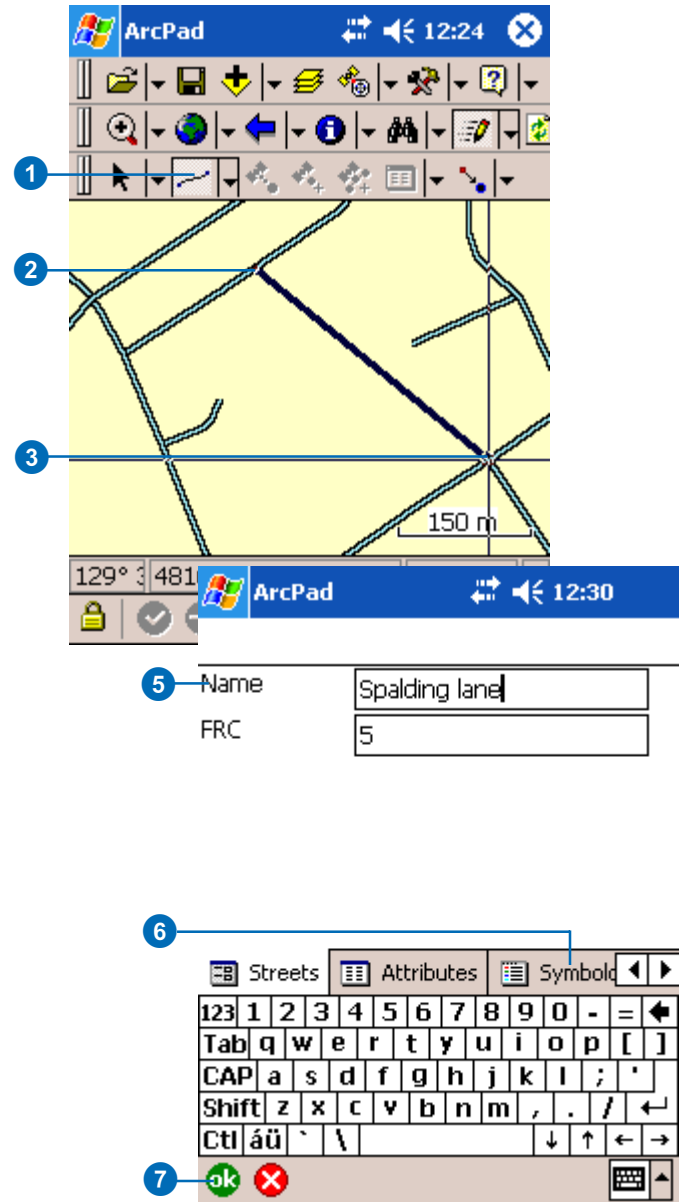 ArcPad 12:24
1
2
3
150 m
129° 3 481
ArcPad 12:30
5
Name Spalding lane
FRC 5
6
Streets Attributes Symbolo
123 1 2 3 4 5 6 7 8 9 0 - =
Tab q w e r t y u i o p [ ]
CAP a s d f g h j k l ; '
Shift z x c v b n m , . /
Ctl áü ` \
7
ok